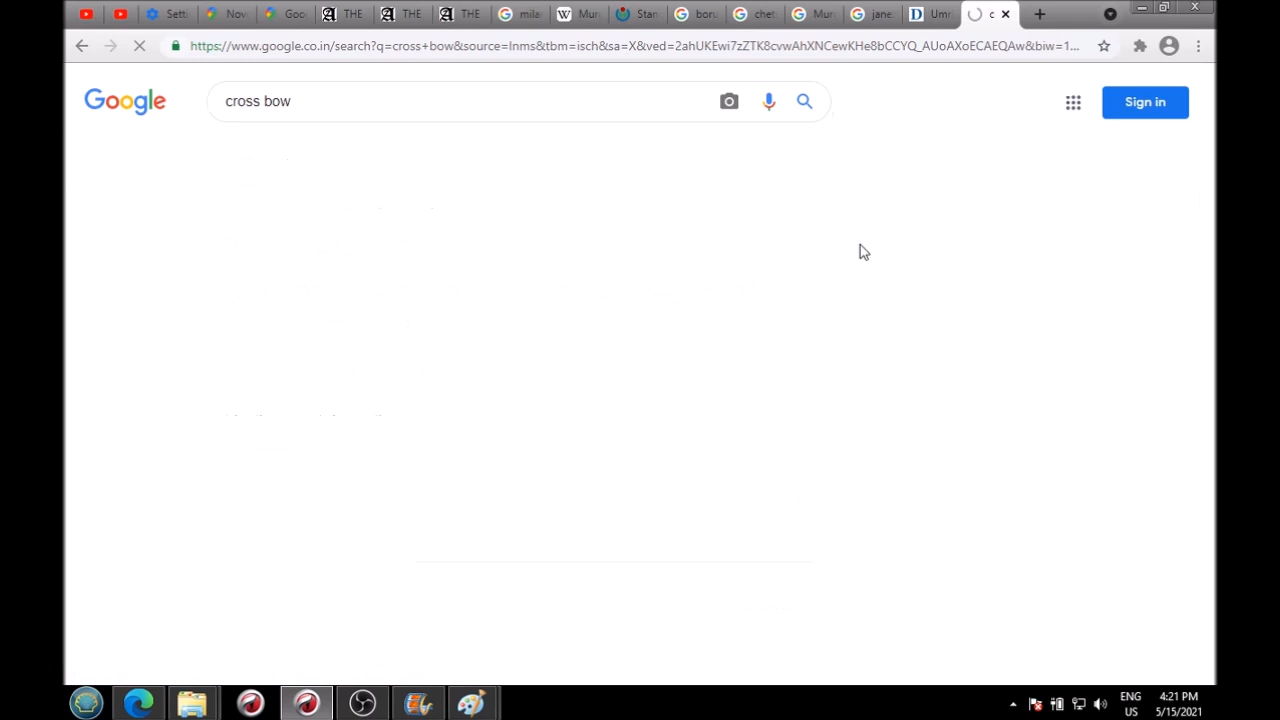 Setti
Nov
Goo
THE
THE
THE
mila
Mur
Stan
boru
chet
Mur
jane
Umr
c
https://www.google.co.in/search?q=cross+bow&source=lnms&tbm=isch&sa=X&ved=2ahUKEwi7zZTK8cvwAhXNCewKHe8bCCYQ_AUoAXoECAEQAw&biw=1...
Google
cross bow
Sign in
ENG
US
4:21 PM
5/15/2021